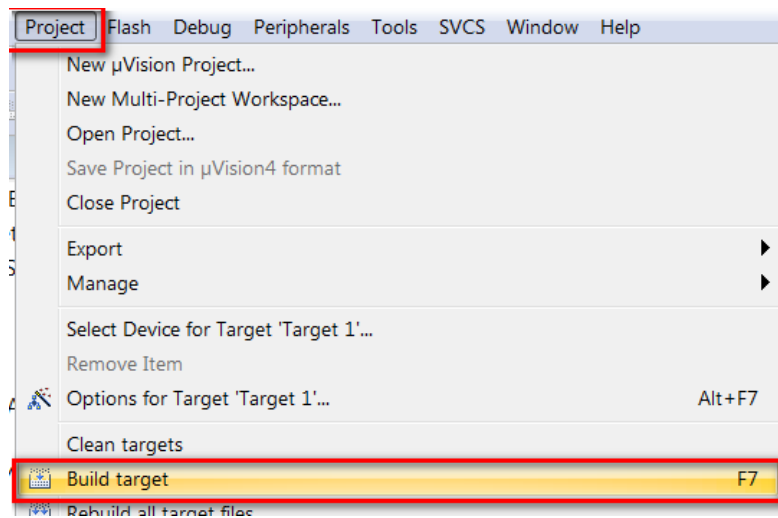 Project Flash Debug Peripherals Tools SVCS Window Help
New µVision Project...
New Multi-Project Workspace...
Open Project...
Save Project in µVision4 format
Close Project
Export
Manage
Select Device for Target 'Target 1'...
Remove Item
Options for Target 'Target 1'... Alt+F7
Clean targets
Build target F7
Rebuild all target files